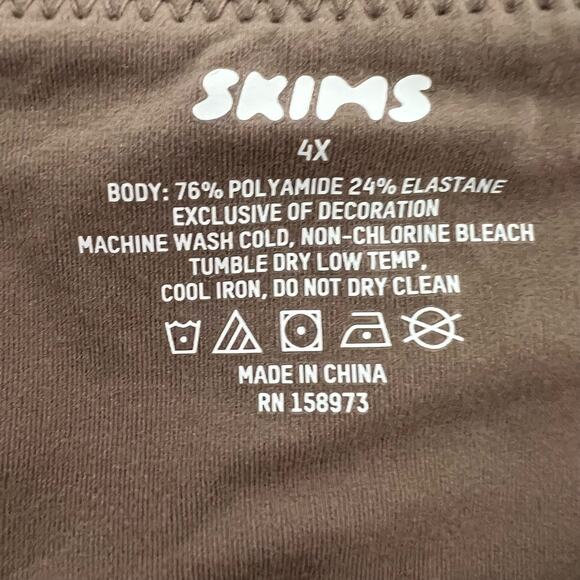 SKIMS
4X
BODY: 76% POLYAMIDE 24% ELASTANE
EXCLUSIVE OF DECORATION
MACHINE WASH COLD, NON-CHLORINE BLEACH
TUMBLE DRY LOW TEMP,
COOL IRON, DO NOT DRY CLEAN
MADE IN CHINA
RN 158973